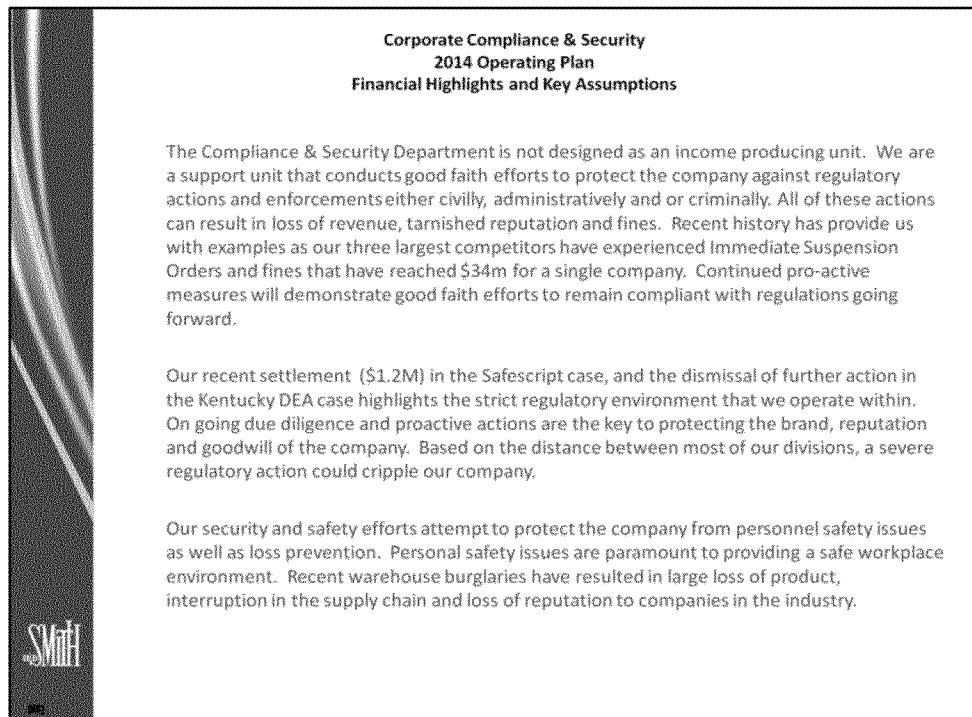 Corporate Compliance & Security
2014 Operating Plan
Financial Highlights and Key Assumptions
The Compliance & Security Department is not designed as an income producing unit. We are
a support unit that conducts good faith efforts to protect the company against regulatory
actions and enforcements either civilly, administratively and or criminally. All of these actions
can result in loss of revenue, tarnished reputation and fines. Recent history has provide us
with examples as our three largest competitors have experienced Immediate Suspension
Orders and fines that have reached $34m for a single company. Continued pro-active
measures will demonstrate good faith efforts to remain compliant with regulations going
forward.
Our recent settlement ($1.2M) in the Safescript case, and the dismissal of further action in
the Kentucky DEA case highlights the strict regulatory environment that we operate within.
On going due diligence and proactive actions are the key to protecting the brand, reputation
and goodwill of the company. Based on the distance between most of our divisions, a severe
regulatory action could cripple our company.
Our security and safety efforts attempt to protect the company from personnel safety issues
as well as loss prevention. Personal safety issues are paramount to providing a safe workplace
environment. Recent warehouse burglaries have resulted in large loss of product,
interruption in the supply chain and loss of reputation to companies in the industry.
SMITH